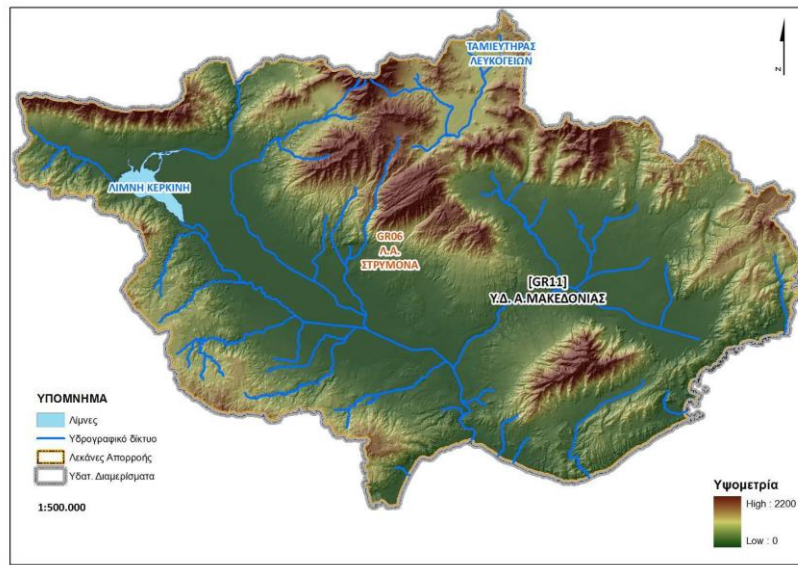 ΤΑΜΙΕΥΤΗΡΑΣ
ΛΕΥΚΟΓΕΙΩΝ
Z
ΛΙΜΝΗ ΚΕΡΚΙΝΗ
GR06
Λ.Α.
ΣΤΡΥΜΟΝΑ
[GR11]
Υ.Δ. Α.ΜΑΚΕΔΟΝΙΑΣ
ΥΠΟΜΝΗΜΑ
Λίμνες
Υδρογραφικό δίκτυο
Λεκάνες Απορροής
Υδατ. Διαμερίσματα
1:500.000
Υψομετρία
High : 2200
Low : 0